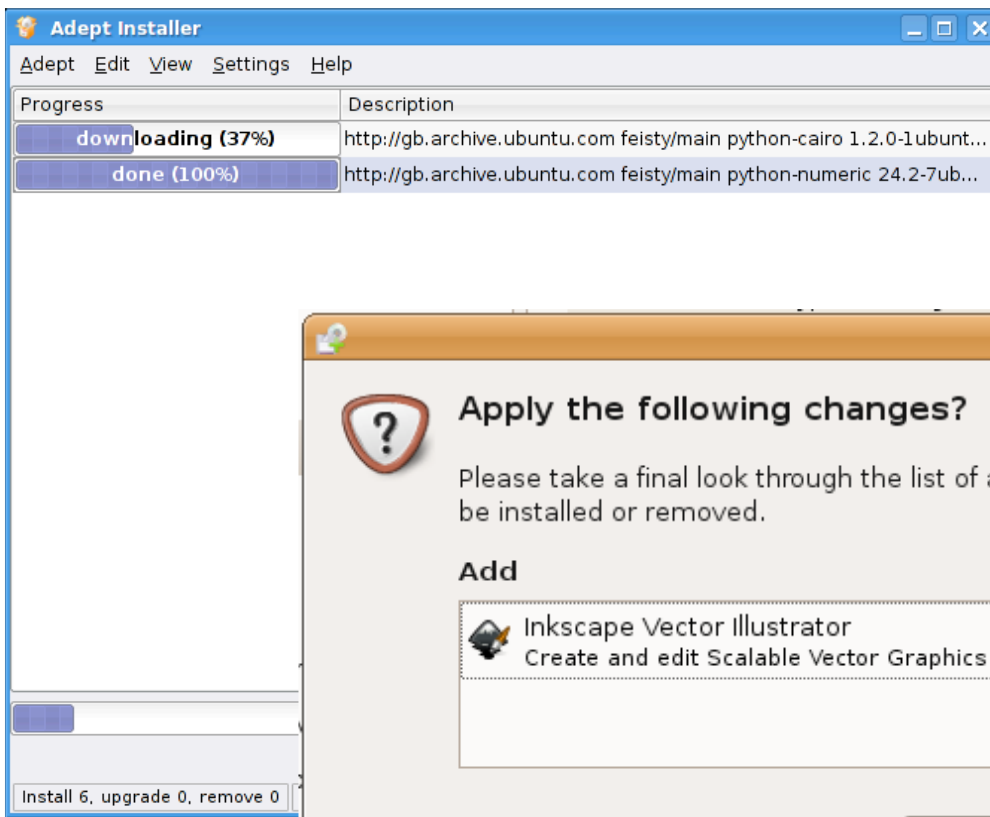 Adept Installer
Adept Edit View Settings Help
Progress Description
downloading (37%) http://gb.archive.ubuntu.com feisty/main python-cairo 1.2.0-1ubunt...
done (100%) http://gb.archive.ubuntu.com feisty/main python-numeric 24.2-7ub...
Apply the following changes?
Please take a final look through the list of
be installed or removed.
Add
Inkscape Vector Illustrator
Create and edit Scalable Vector Graphics
Install 6, upgrade 0, remove 0